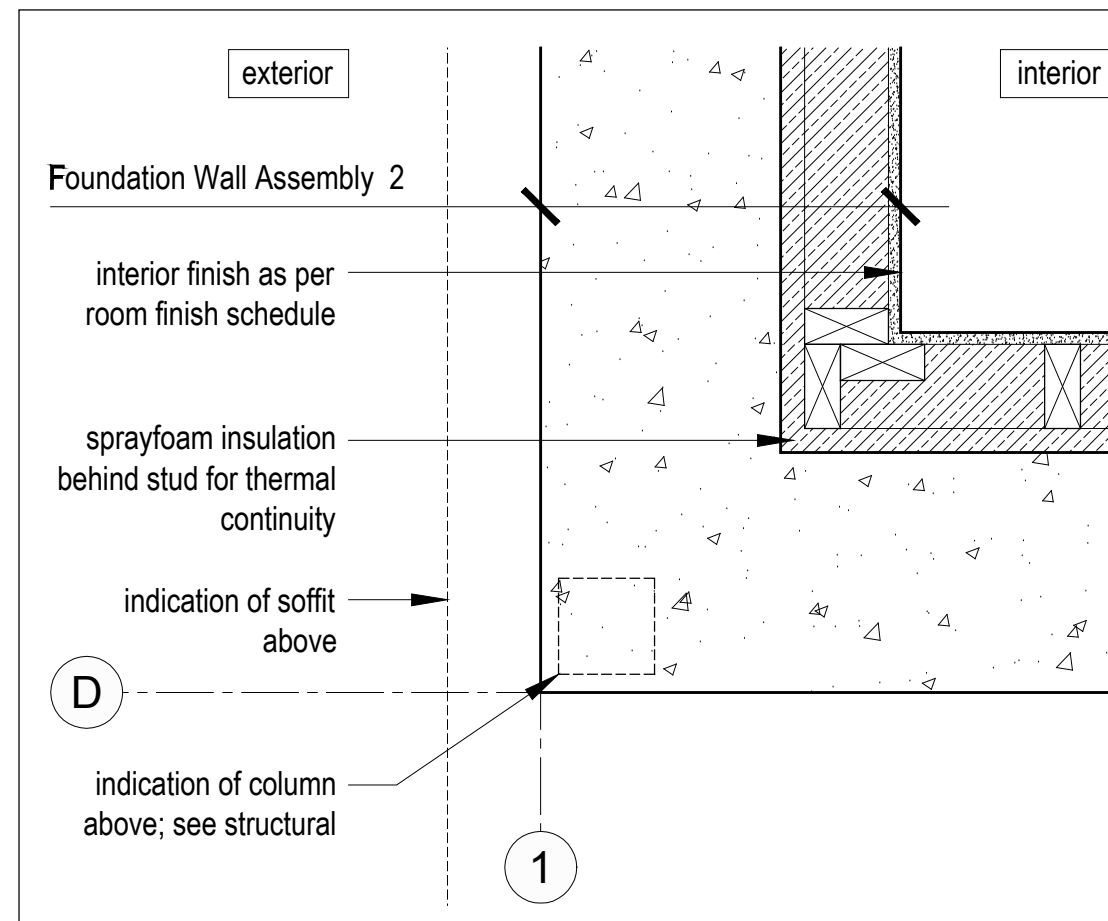 exterior
interior
Foundation Wall Assembly 2
interior finish as per
room finish schedule
sprayfoam insulation
behind stud for thermal
continuity
indication of soffit
above
D
indication of column
above; see structural
1